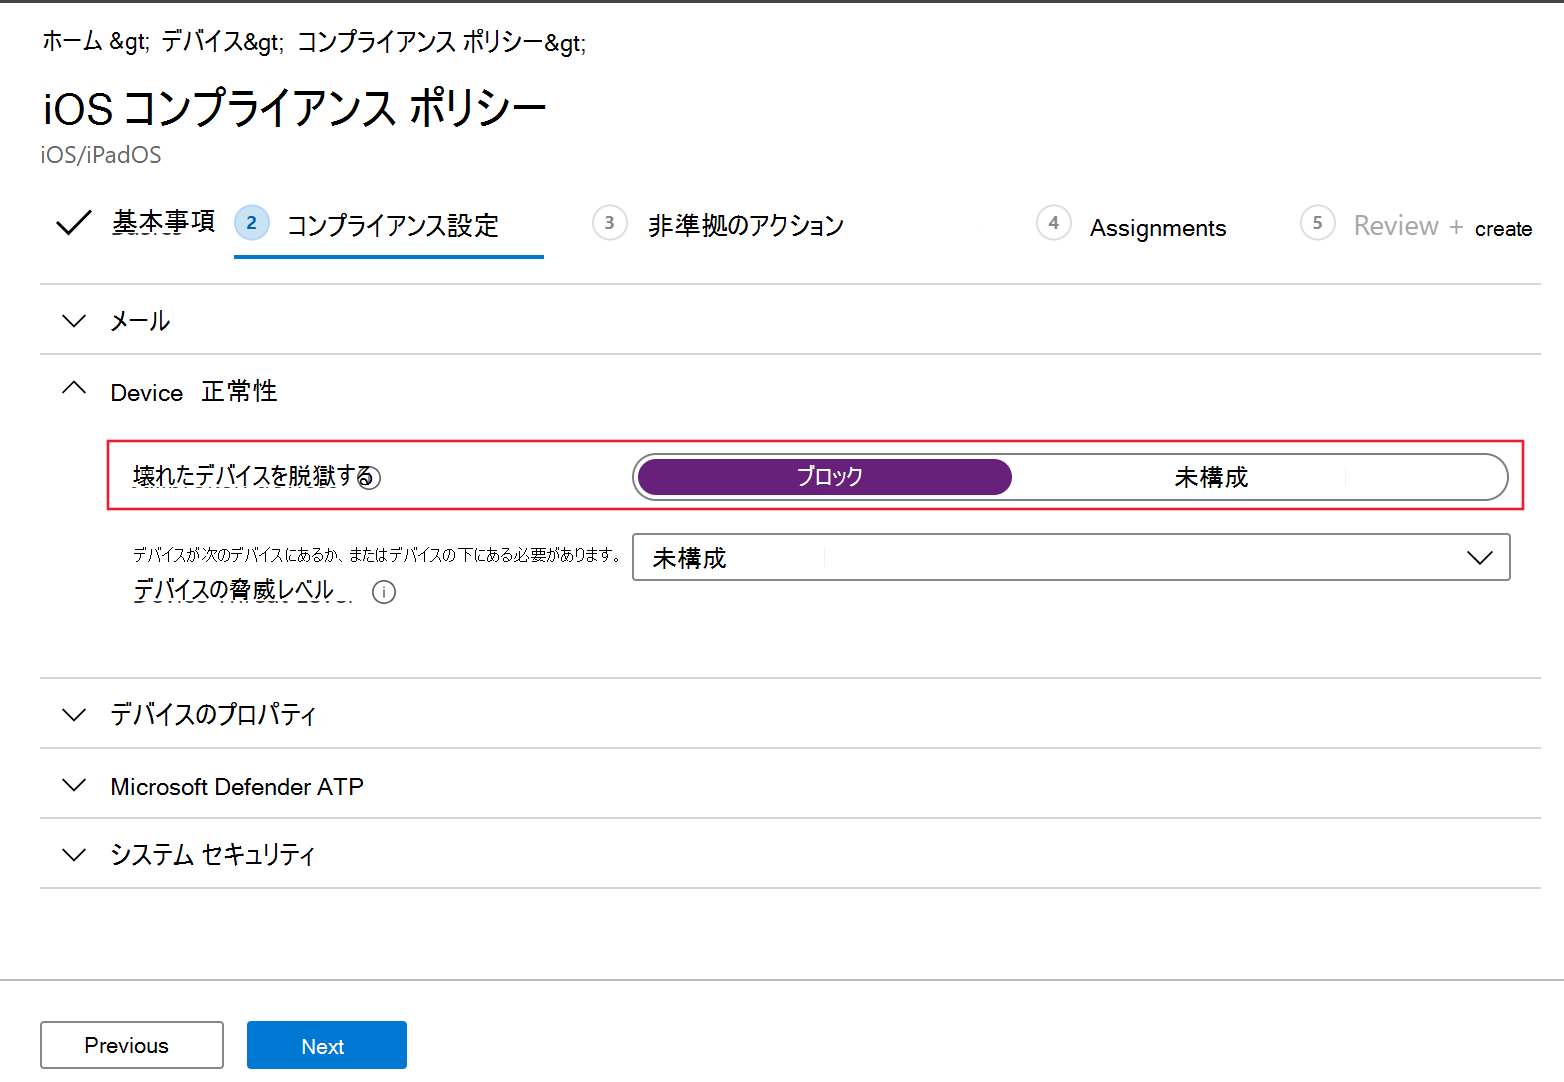 ホーム &gt; デバイス&gt; コンプライアンス ポリシー&gt;
iOS コンプライアンス ポリシー
iOS/iPadOS
基本事項 2 コンプライアンス設定 3 非準拠のアクション 4 Assignments 5 Review + create
メール
Device 正常性
壊れたデバイスを脱獄する ブロック 未構成
デバイスが次のデバイスにあるか、またはデバイスの下にある必要があります。 未構成
デバイスの脅威レベル
デバイスのプロパティ
Microsoft Defender ATP
システム セキュリティ
Previous Next